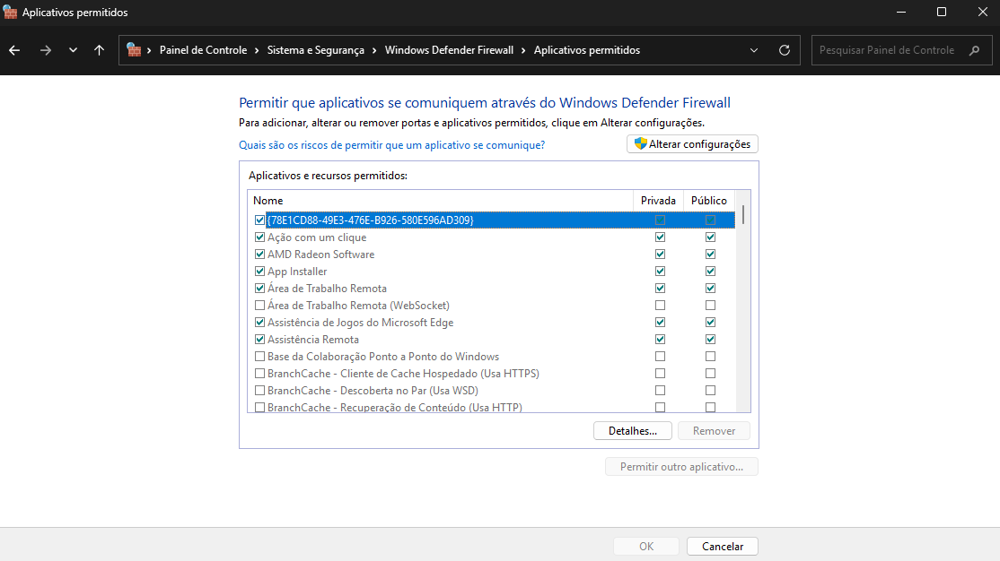 Aplicativos permitidos
Painel de Controle > Sistema e Segurança > Windows Defender Firewall > Aplicativos permitidos
Pesquisar Painel de Controle
Permitir que aplicativos se comuniquem através do Windows Defender Firewall
Para adicionar, alterar ou remover portas e aplicativos permitidos, clique em Alterar configurações.
Quais são os riscos de permitir que um aplicativo se comunique?
Alterar configurações
Aplicativos e recursos permitidos:
Nome Privada Público
{78E1CD88-49E3-476E-B926-580E596AD309}
Ação com um clique
AMD Radeon Software
App Installer
Área de Trabalho Remota
Área de Trabalho Remota (WebSocket)
Assistência de Jogos do Microsoft Edge
Assistência Remota
Base da Colaboração Ponto a Ponto do Windows
BranchCache - Cliente de Cache Hospedado (Usa HTTPS)
BranchCache - Descoberta no Par (Usa WSD)
BranchCache - Recuperação de Conteúdo (Usa HTTP)
Detalhes... Remover
Permitir outro aplicativo...
OK Cancelar